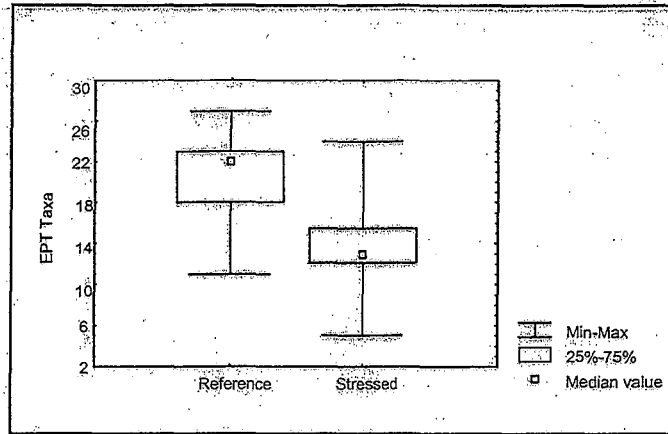 30
26
22
18
14
10
6
2
EPT Taxa
Reference
Stressed
Min-Max
25%-75%
Median value